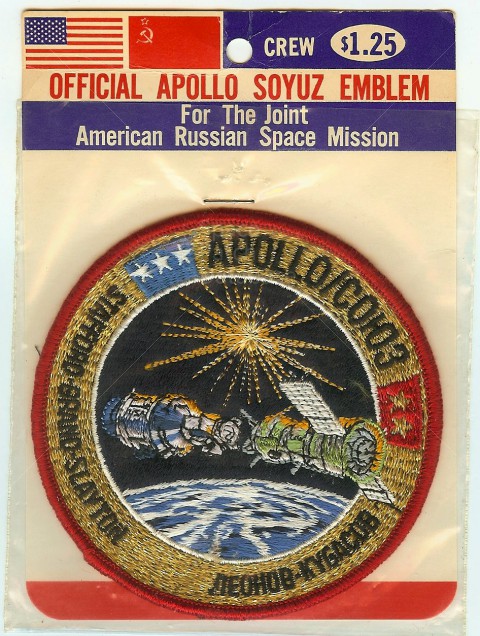 CREW $1.25
OFFICIAL APOLLO SOYUZ EMBLEM
For The Joint
American Russian Space Mission
APOLLO/СОЮЗ
STAFFORD-BRAND-SLAYTON
ЛЕОНОВ-КУБАСОВ